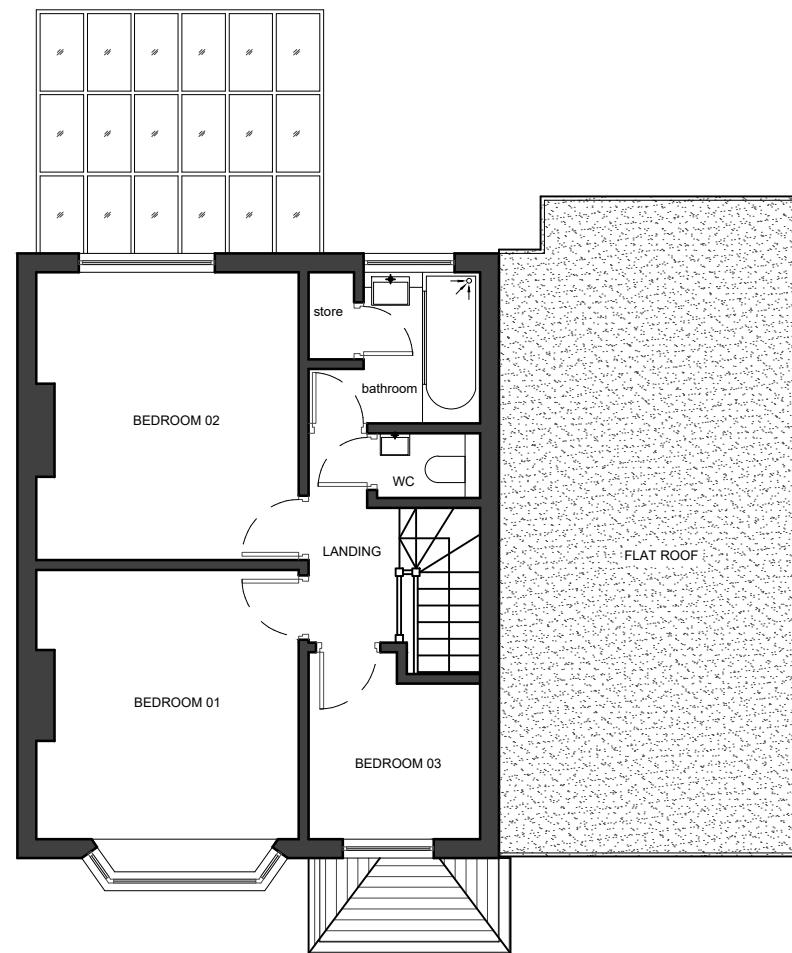 store
bathroom
BEDROOM 02
WC
LANDING
FLAT ROOF
BEDROOM 01
BEDROOM 03